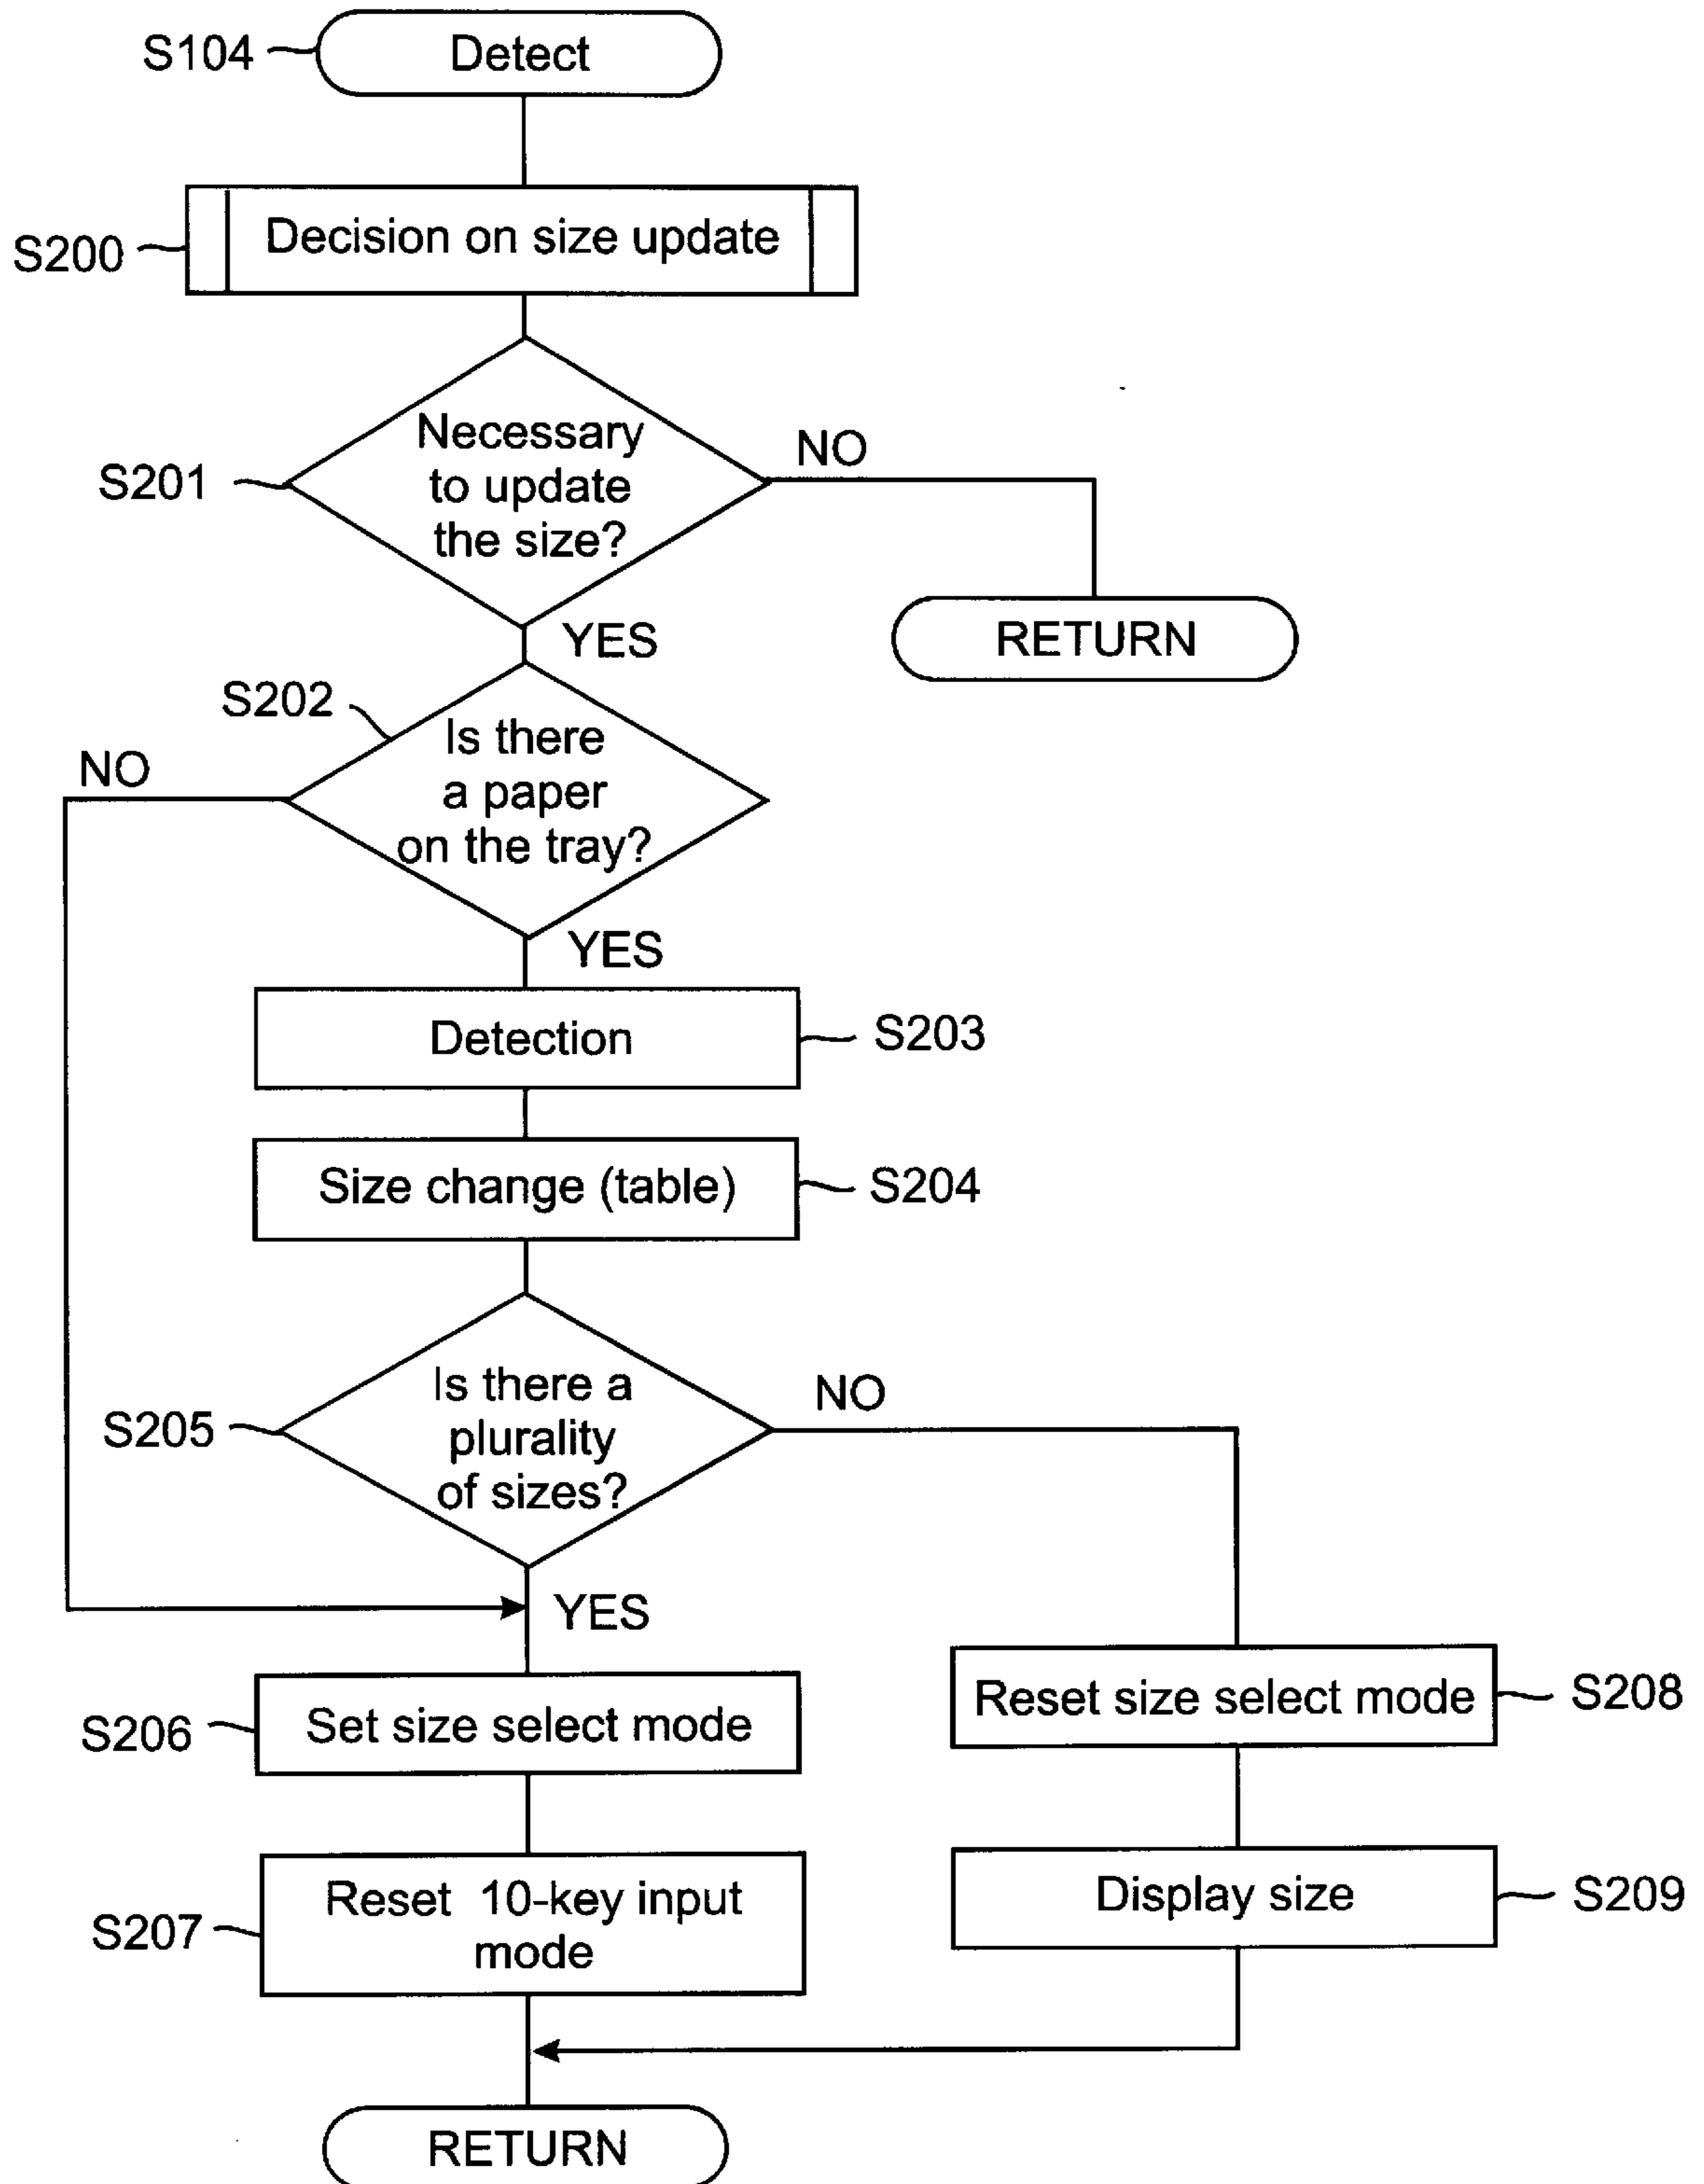 S104
Detect
S200
Decision on size update
S201
Necessary
to update
the size?
NO
RETURN
YES
S202
Is there
a paper
on the tray?
NO
YES
Detection
S203
Size change (table)
S204
S205
Is there a
plurality
of sizes?
NO
YES
S206
Set size select mode
Reset size select mode
S208
S207
Reset 10-key input
mode
Display size
S209
RETURN